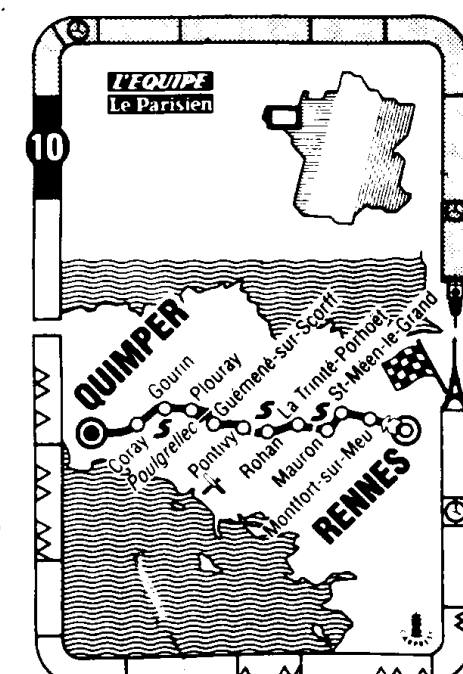 L'EQUIPE
Le Parisien
10
QUIMPER
Coray
Gourin
Poulgrellec
Plouray
Guémené-sur-Scorff
Pontivy
Rohan
La Trinité-Porhoët
Mauron
St-Méen-le-Grand
Montfort-sur-Meu
RENNES
S
S
S